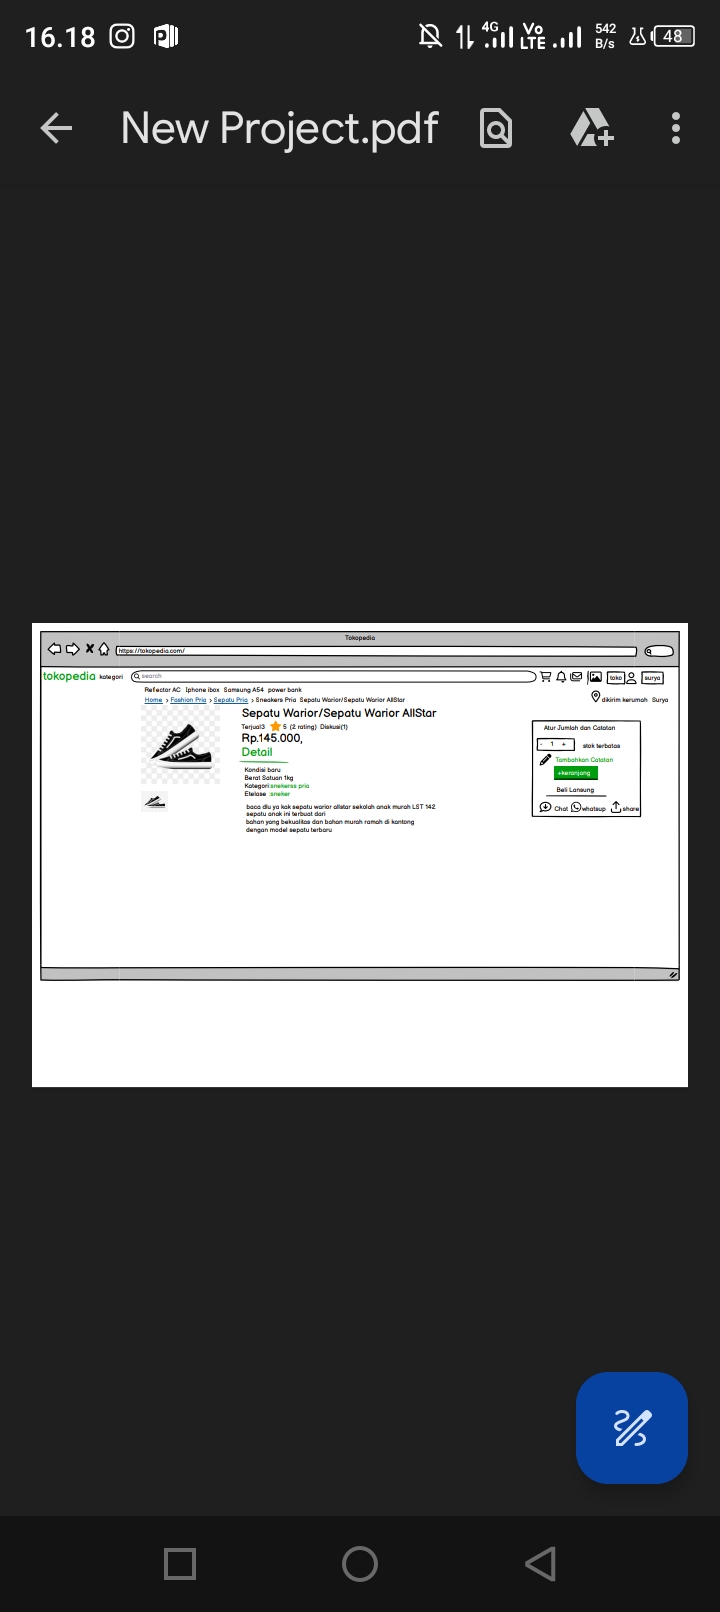 16.18 4G Vo LTE 542 B/s 48
New Project.pdf
Tokopedia
https://tokopedia.com/
tokopedia kategori search toko surya
Reflector AC Iphone ibox Samsung A54 power bank
Home > Fashion Pria > Sepatu Pria > Sneakers Pria Sepatu Warior/Sepatu Warior AllStar
dikirim kerumah Surya
Sepatu Warior/Sepatu Warior AllStar
Terjual3 5 (2 rating) Diskusi(1)
Rp.145.000,
Detail
Kondisi baru
Berat Satuan 1kg
Kategori:snekerss pria
Etelase :sneker
baca dlu ya kak sepatu warior allstar sekolah anak murah LST 142
sepatu anak ini terbuat dari
bahan yang bekualitas dan bahan murah ramah di kantong
dengan model sepatu terbaru
Atur Jumlah dan Catatan
- 1 + stok terbatas
Tambahkan Catatan
+keranjang
Beli Lansung
Chat whatsup share